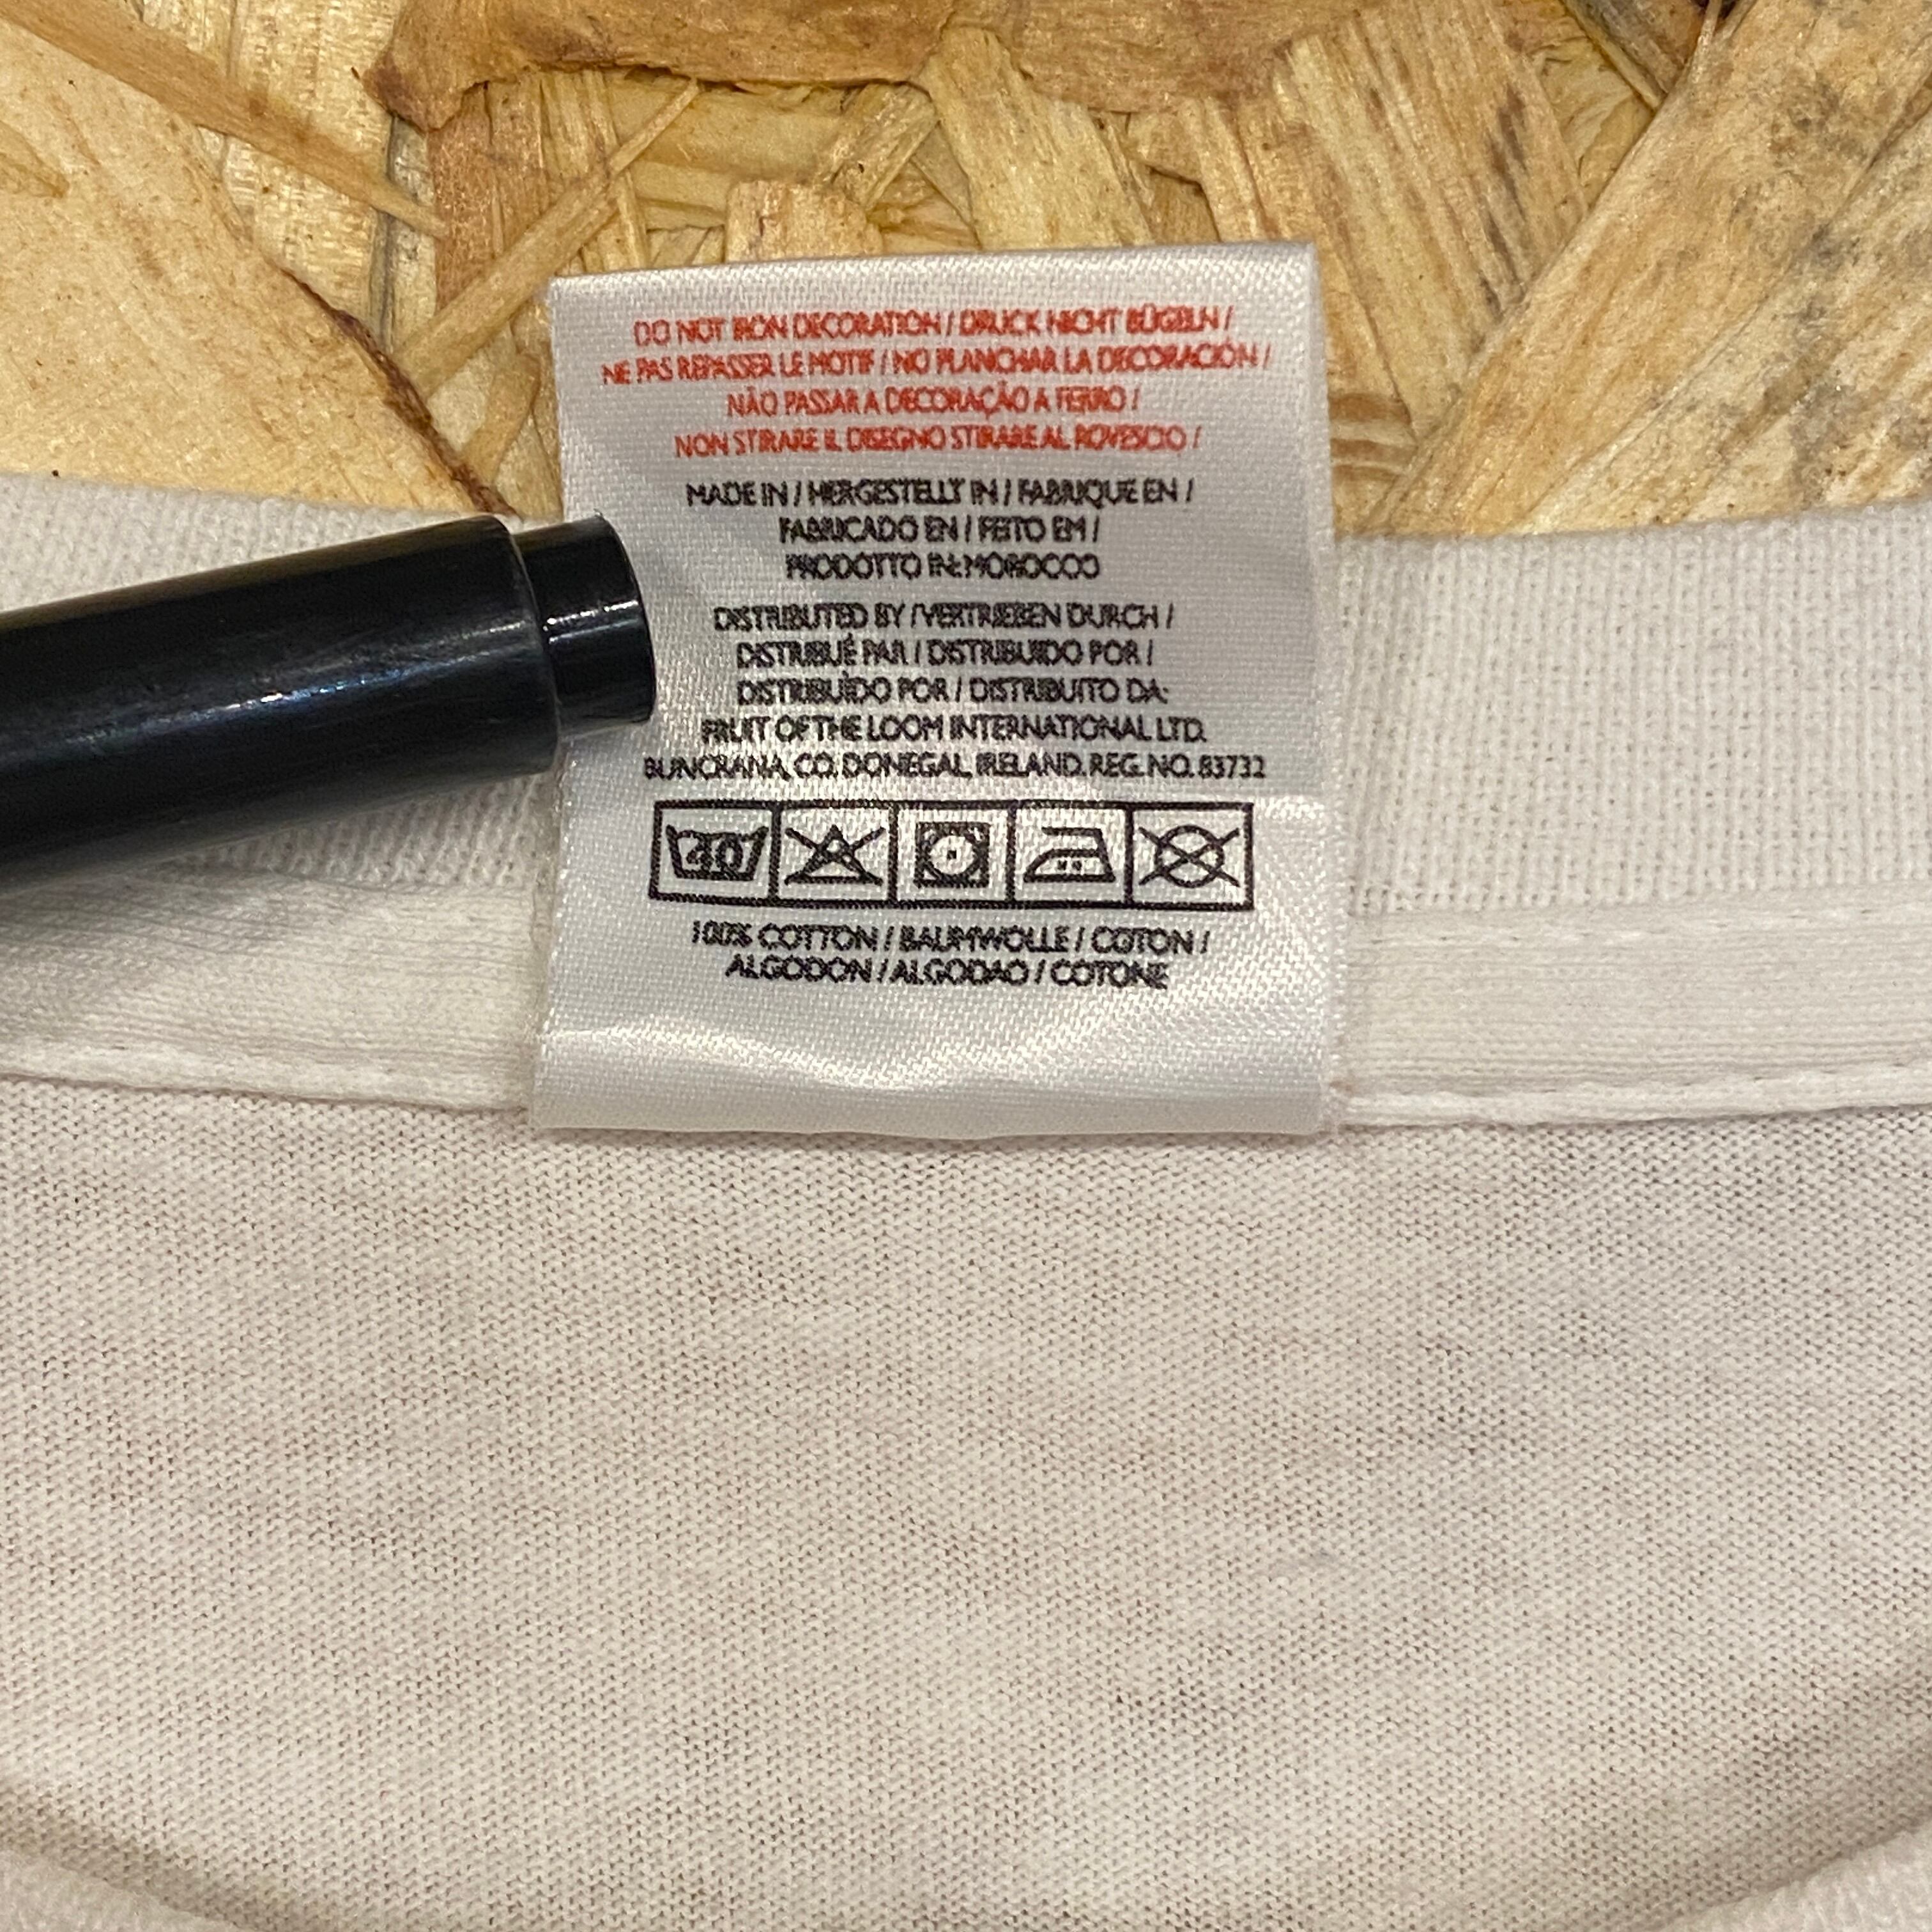 DO NOT IRON DECORATION / DRUCK NICHT BÜGELN /
NE PAS REPASSER LE MOTIF / NO PLANCHAR LA DECORACIÓN /
NÃO PASSAR A DECORAÇÃO A FERRO /
NON STIRARE IL DISEGNO STIRARE AL ROVESCIO /
MADE IN / HERGESTELLT IN / FABRIQUE EN /
FABRICADO EN / FEITO EM /
PRODOTTO IN: MOROCCO
DISTRIBUTED BY / VERTRIEBEN DURCH /
DISTRIBUÉ PAR / DISTRIBUIDO POR /
DISTRIBUÍDO POR / DISTRIBUITO DA:
FRUIT OF THE LOOM INTERNATIONAL LTD.
BUNCRANA, CO. DONEGAL, IRELAND. REG. NO. 83732
40
100% COTTON / BAUMWOLLE / COTON /
ALGODON / ALGODAO / COTONE